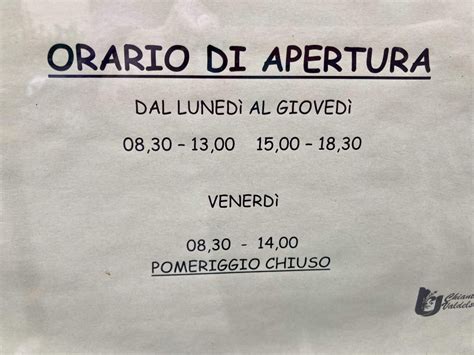 ORARIO DI APERTURA
DAL LUNEDì AL GIOVEDì
08,30 – 13,00 15,00 – 18,30
VENERDì
08,30 - 14,00
POMERIGGIO CHIUSO